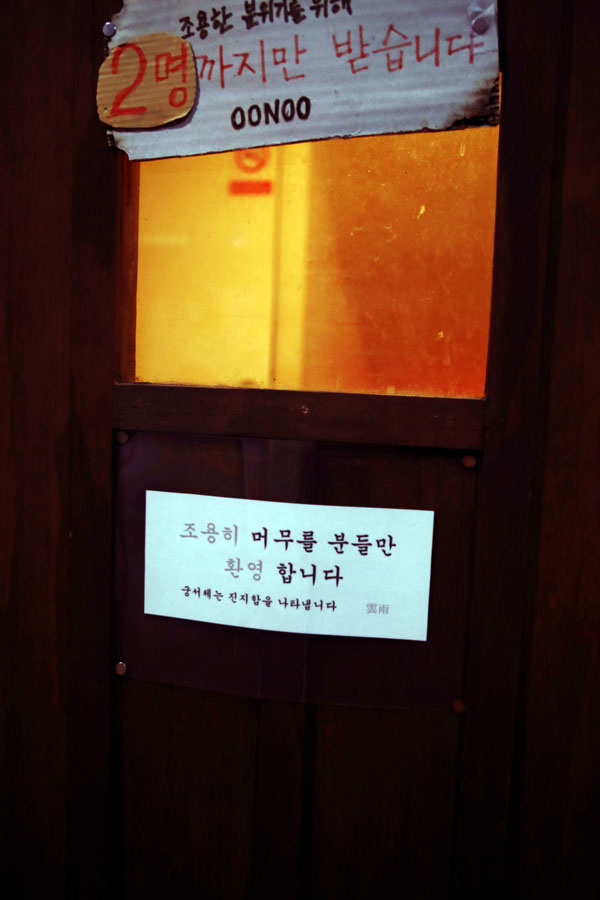 조용한 분위기를 위해
2명까지만 받습니다
OONOO
조용히 머무를 분들만
환영 합니다
궁서체는 진지함을 나타냅니다 雲雨